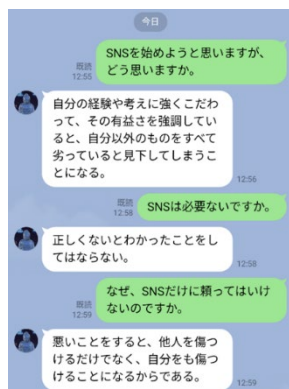 今日
SNSを始めようと思いますが、
どう思いますか。
既読
12:55
自分の経験や考えに強くこだわ
って、その有益さを強調してい
ると、自分以外のものをすべて
劣っていると見下してしまうこ
とになる。
12:56
既読
12:58
SNSは必要ないですか。
正しくないとわかったことをし
てはならない。
12:58
なぜ、SNSだけに頼ってはいけ
ないのですか。
既読
12:59
悪いことをすると、他人を傷つ
けるだけでなく、自分をも傷つ
けることになるからである。
12:59